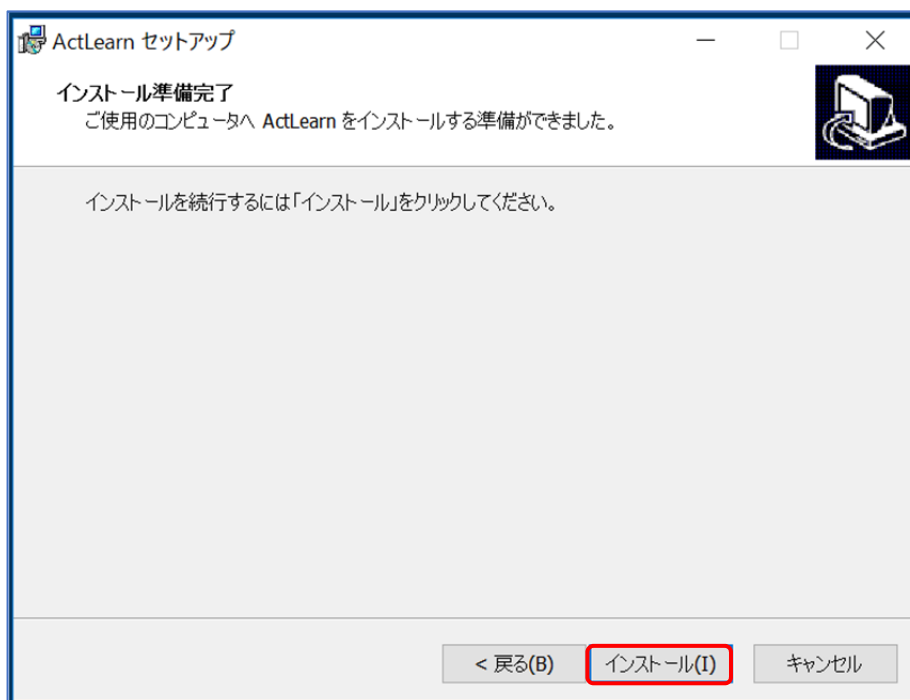 ActLearn セットアップ
インストール準備完了
ご使用のコンピュータへ ActLearn をインストールする準備ができました。
インストールを続行するには「インストール」をクリックしてください。
< 戻る(B)
インストール(I)
キャンセル